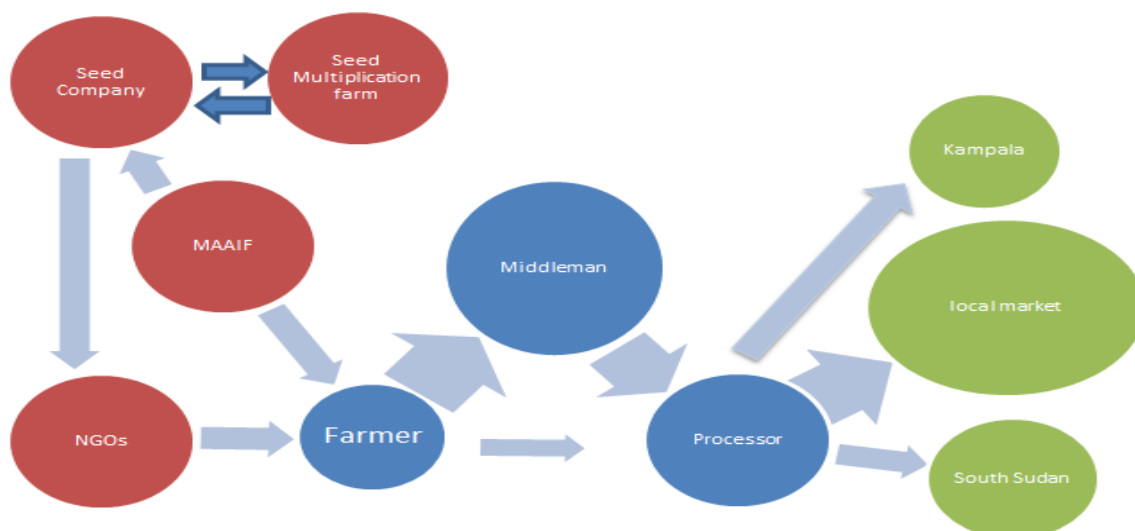 Seed
Company
Seed
Multiplication
farm
Kampala
MAAIF
Middleman
local market
NGOs
Farmer
Processor
South Sudan